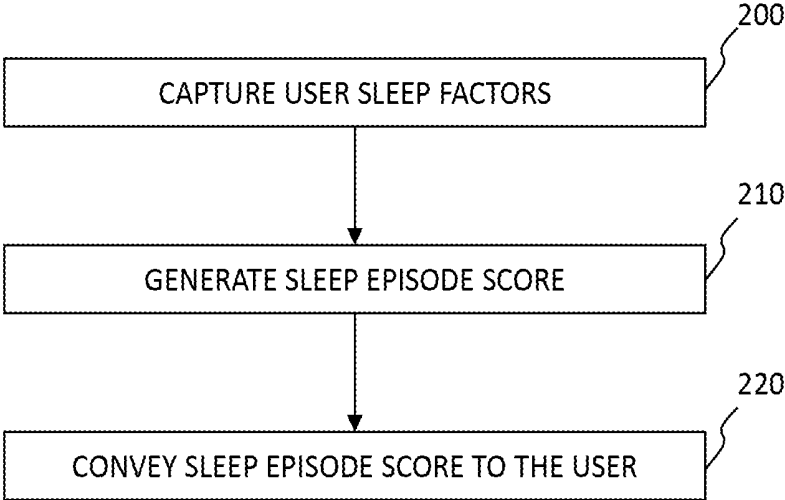 200
CAPTURE USER SLEEP FACTORS
210
GENERATE SLEEP EPISODE SCORE
220
CONVEY SLEEP EPISODE SCORE TO THE USER